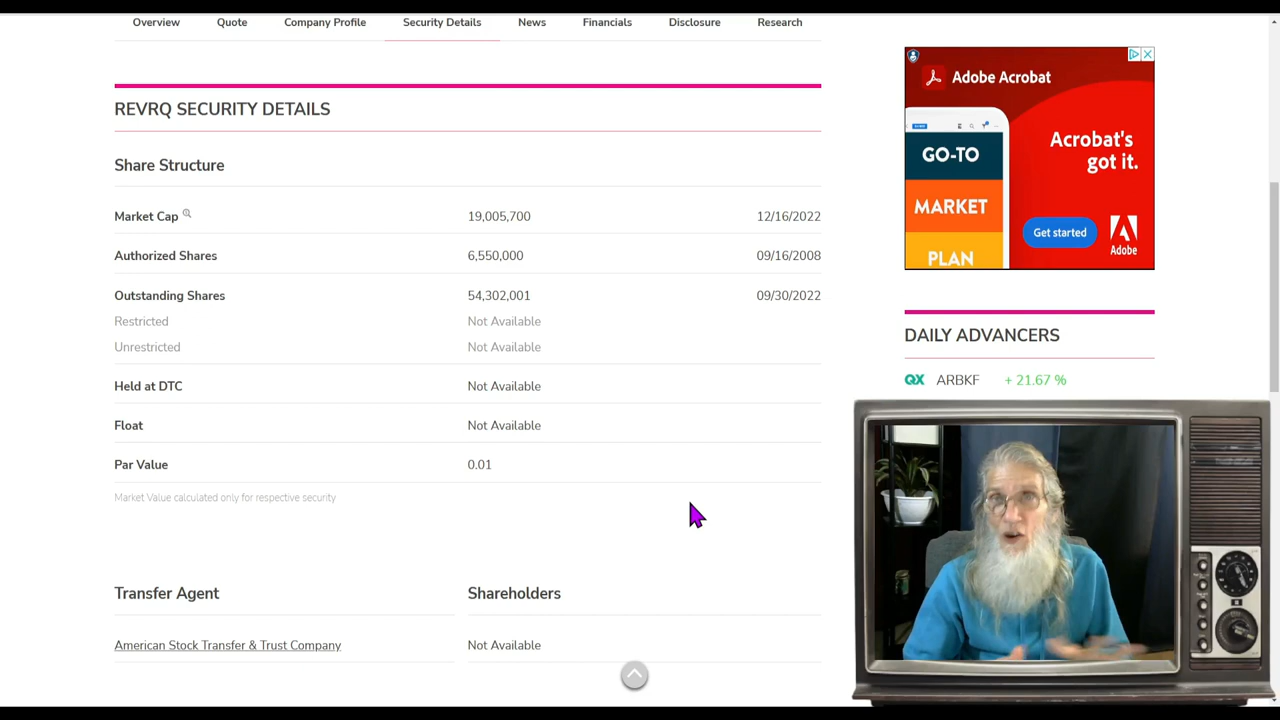 Overview Quote Company Profile Security Details News Financials Disclosure Research
REVRQ SECURITY DETAILS
Share Structure
Market Cap 19,005,700 12/16/2022
Authorized Shares 6,550,000 09/16/2008
Outstanding Shares 54,302,001 09/30/2022
Restricted Not Available
Unrestricted Not Available
Held at DTC Not Available
Float Not Available
Par Value 0.01
Market Value calculated only for respective security
Transfer Agent Shareholders
American Stock Transfer & Trust Company Not Available
Adobe Acrobat
GO-TO
MARKET
PLAN
Acrobat's
got it.
Get started
Adobe
DAILY ADVANCERS
QX ARBKF + 21.67 %